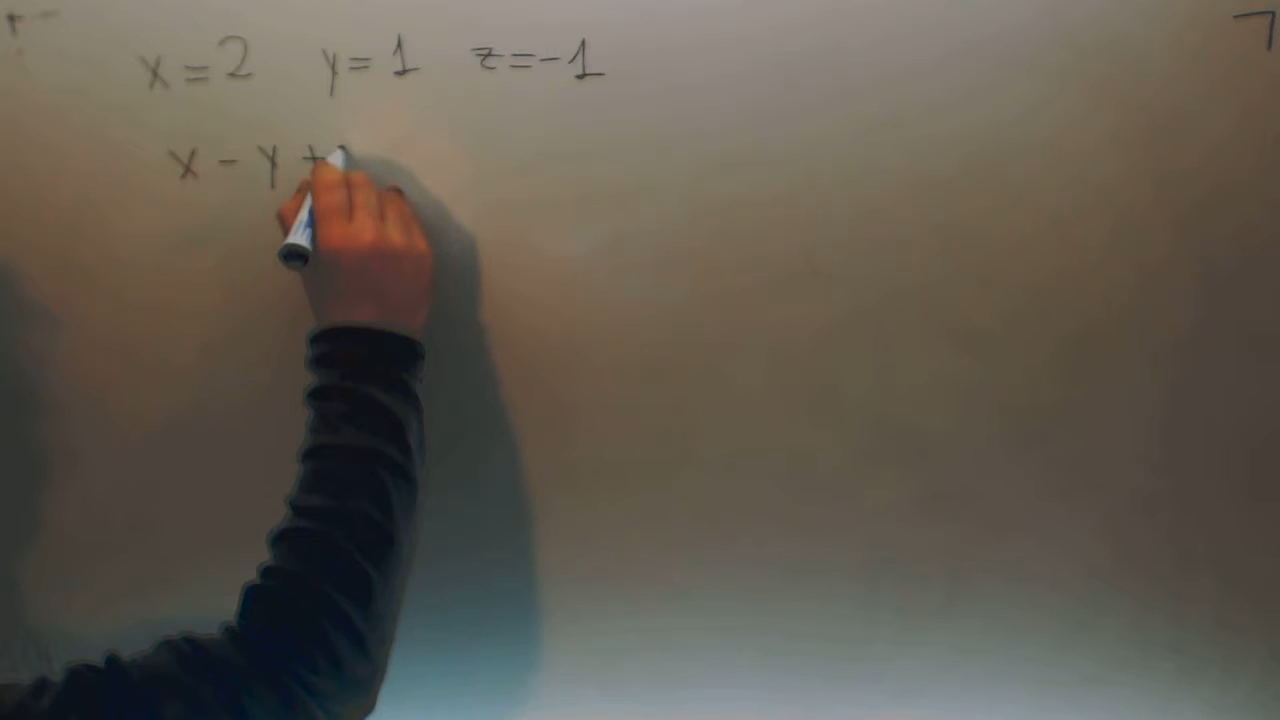 x = 2 y = 1 z = - 1
x - y +